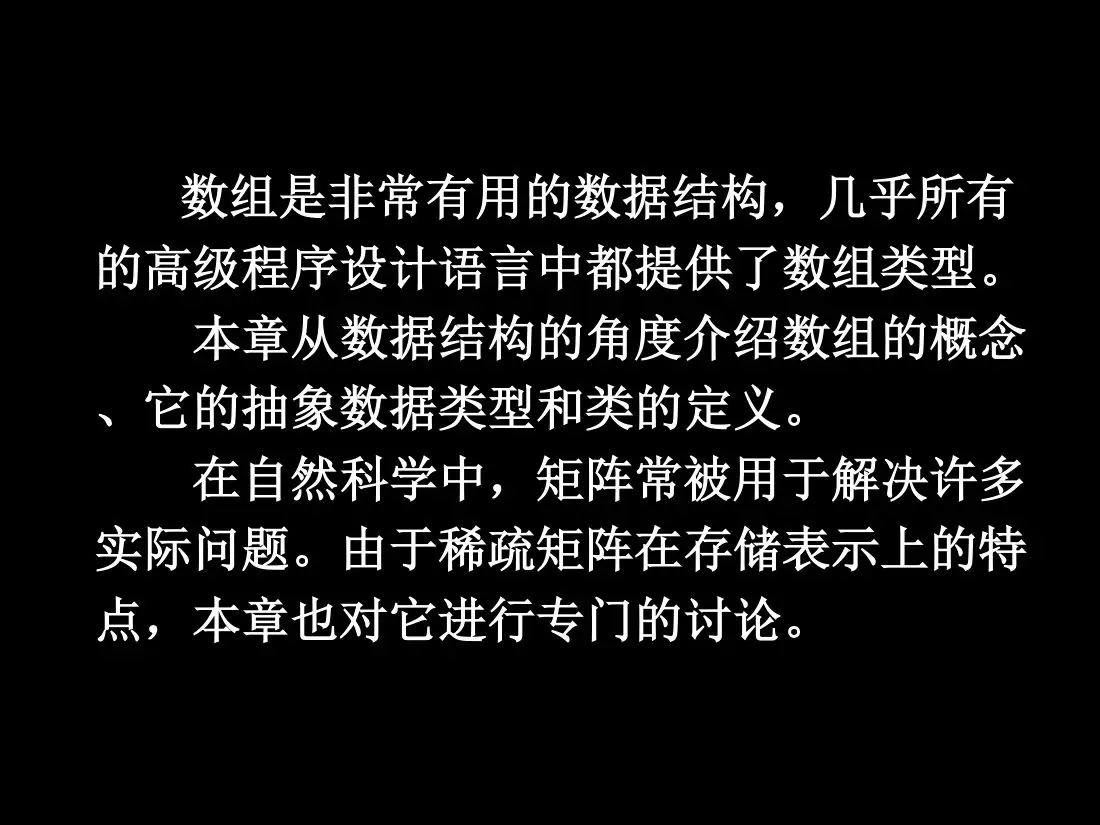 数组是非常有用的数据结构，几乎所有
的高级程序设计语言中都提供了数组类型。
本章从数据结构的角度介绍数组的概念
、它的抽象数据类型和类的定义。
在自然科学中，矩阵常被用于解决许多
实际问题。由于稀疏矩阵在存储表示上的特
点，本章也对它进行专门的讨论。